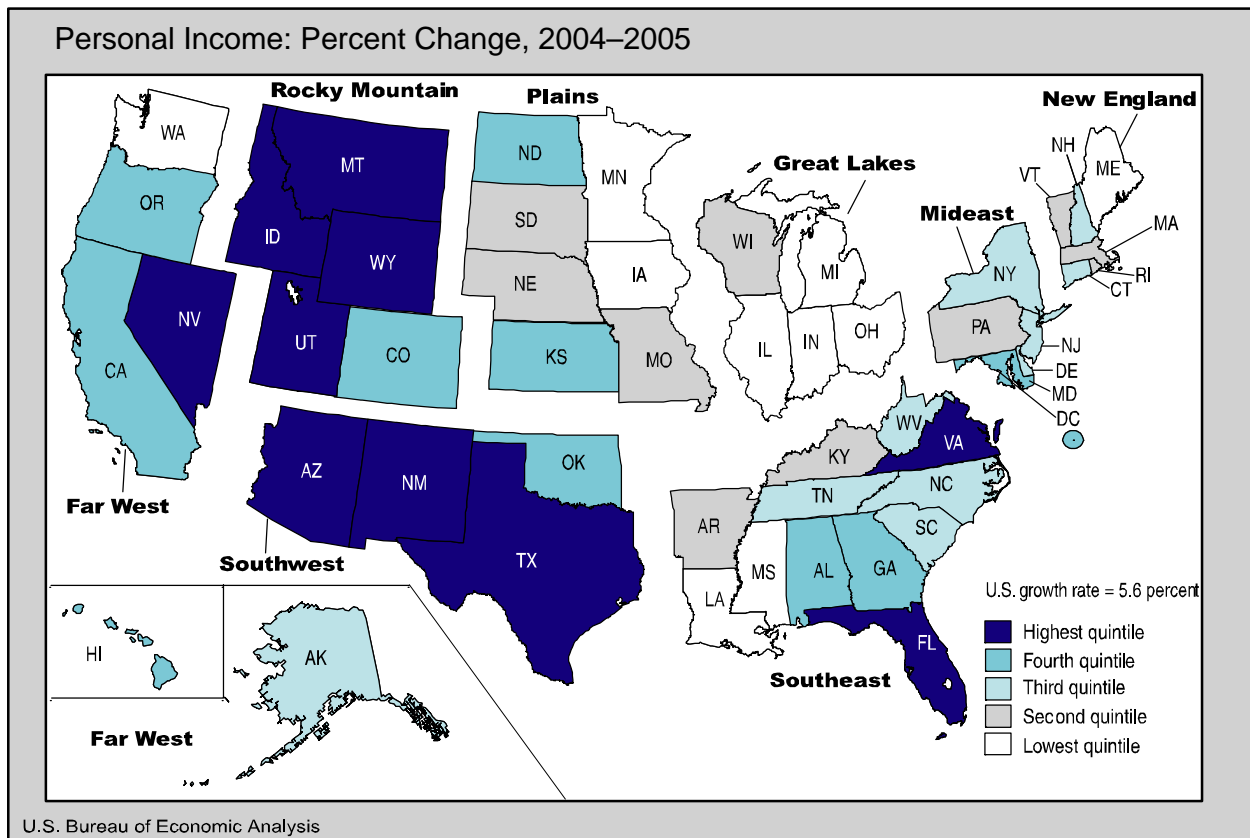 Personal Income: Percent Change, 2004–2005
Rocky Mountain
Plains
New England
Great Lakes
Mideast
WA
MT
ND
MN
NH
ME
VT
OR
ID
SD
WI
MA
WY
MI
NY
RI
CT
IA
NE
NV
PA
UT
CO
IL
IN
OH
NJ
CA
KS
MO
DE
MD
DC
WV
VA
KY
OK
AZ
NM
TN
NC
Far West
AR
SC
TX
MS
AL
GA
Southwest
LA
U.S. growth rate = 5.6 percent
Highest quintile
FL
HI
AK
Fourth quintile
Southeast
Third quintile
Second quintile
Far West
Lowest quintile
U.S. Bureau of Economic Analysis